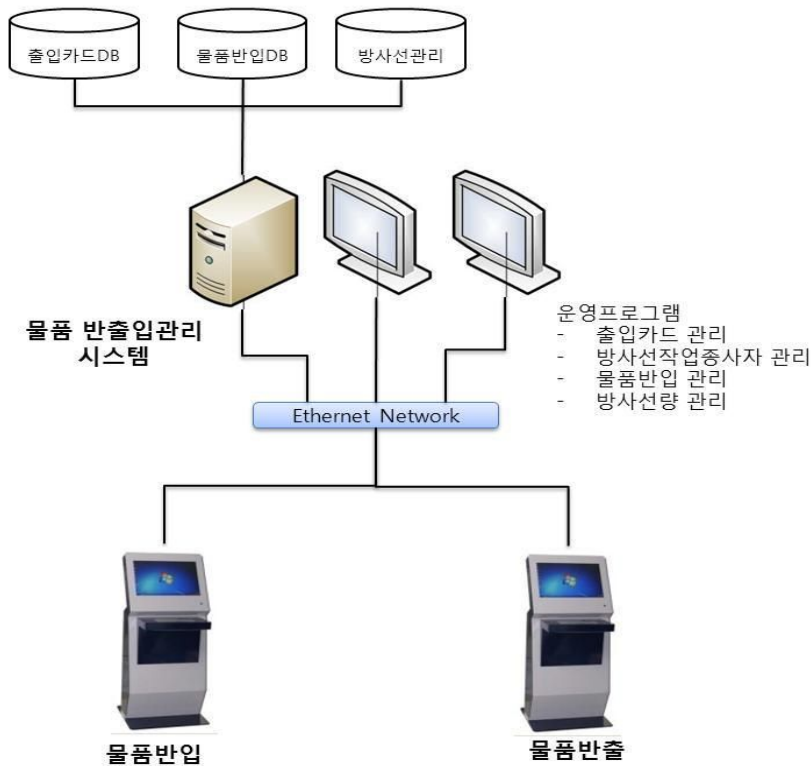 출입카드DB
물품반입DB
방사선관리
물품 반출입관리
시스템
운영프로그램
- 출입카드 관리
- 방사선작업종사자 관리
- 물품반입 관리
- 방사선량 관리
Ethernet Network
물품반입
물품반출